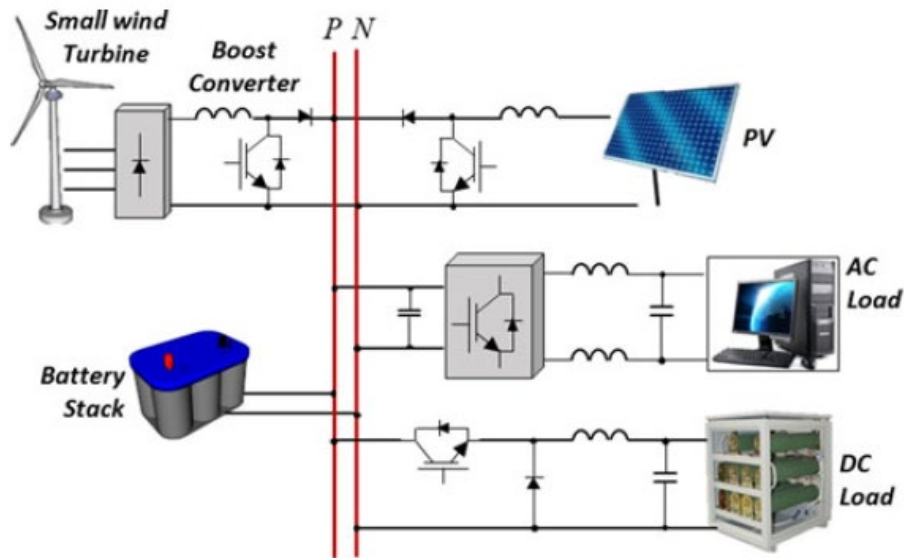 Small wind
Turbine
Boost
Converter
P N
PV
AC
Load
Battery
Stack
DC
Load